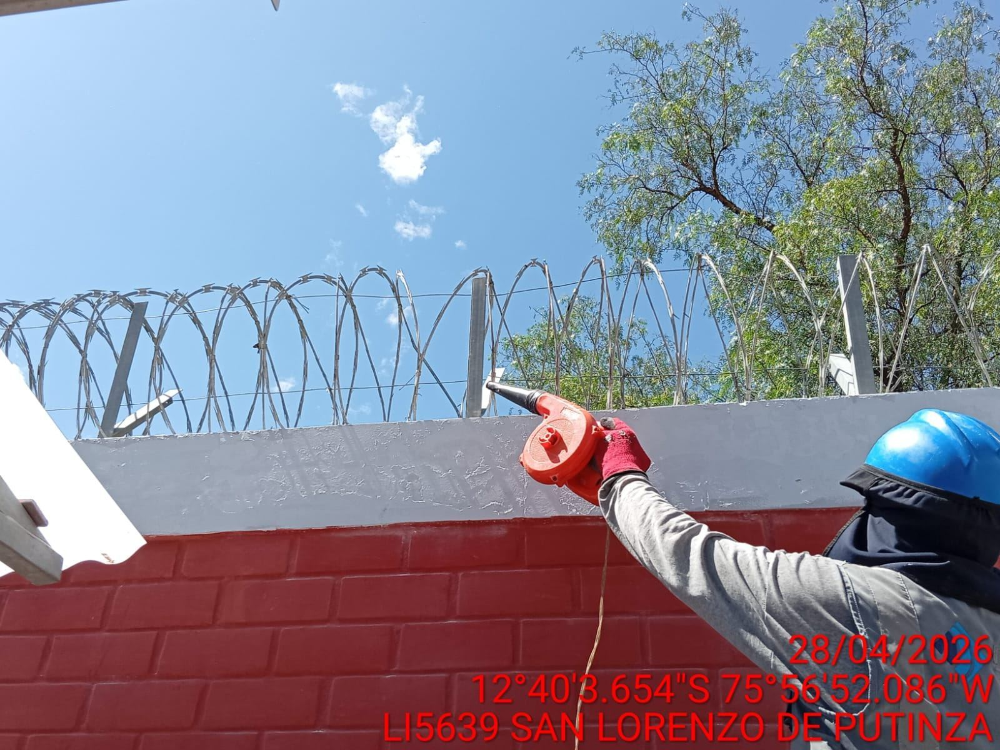 28/04/2026
12°40'3.654"S 75°56'52.086"W
LI5639 SAN LORENZO DE PUTINZA